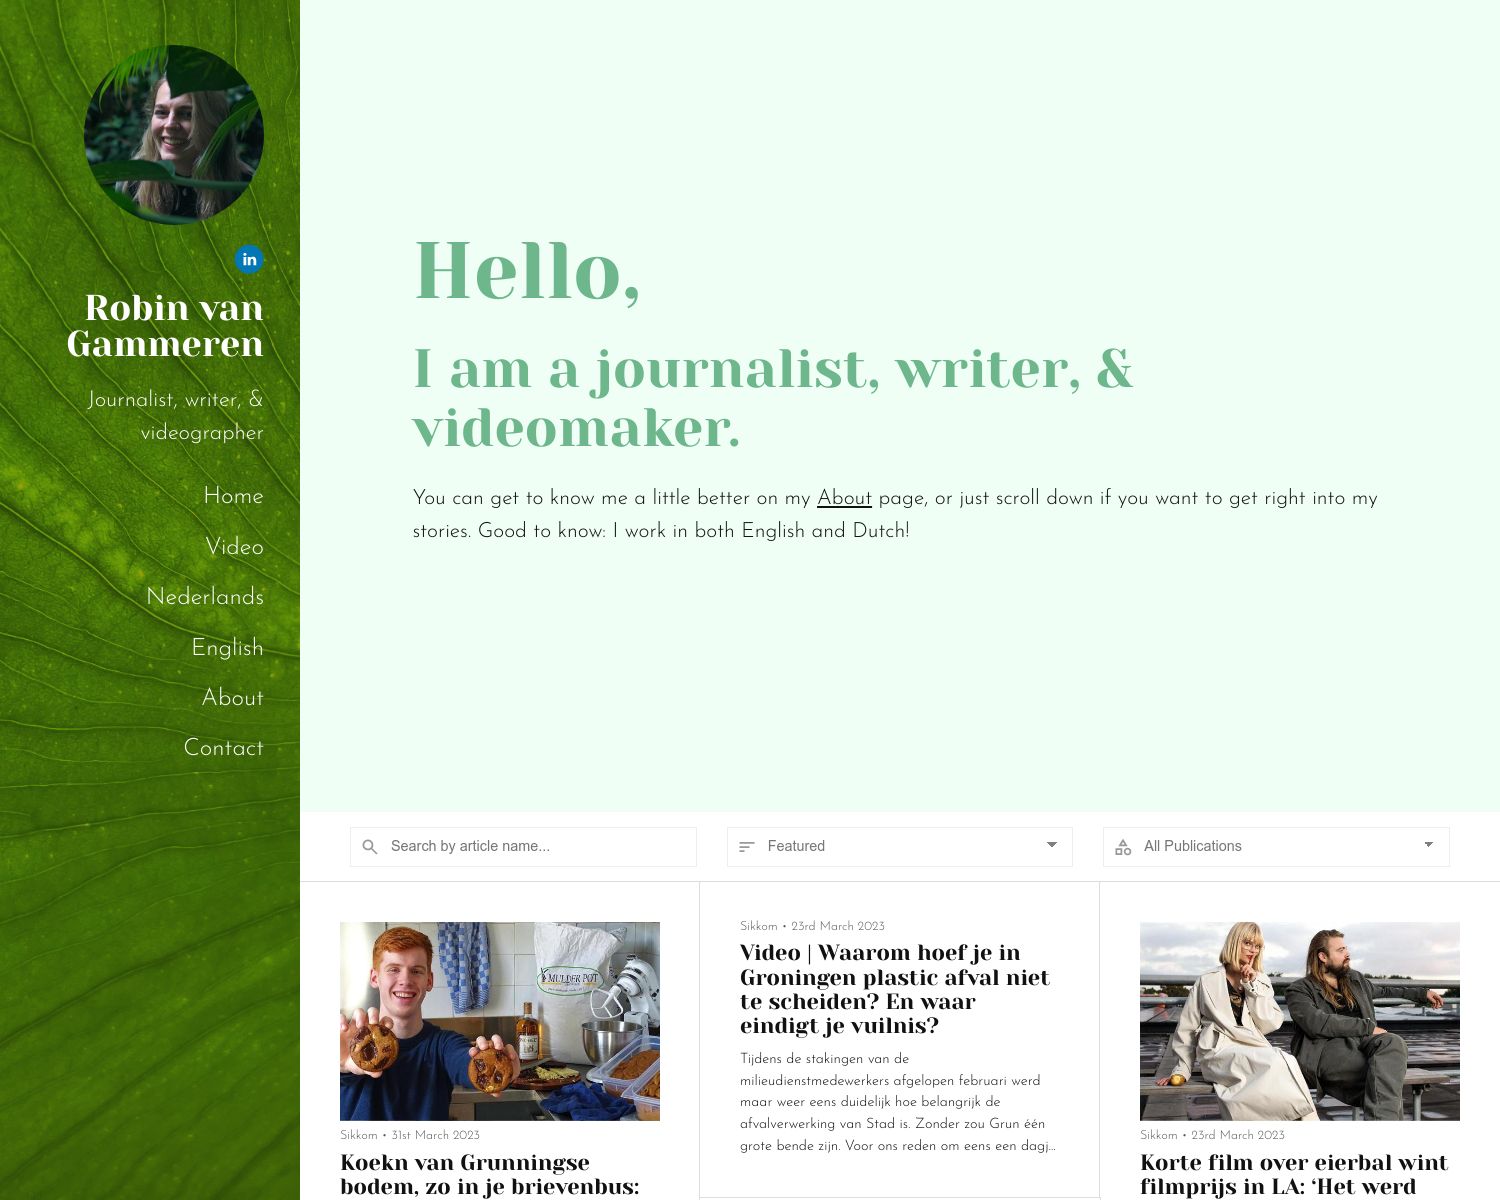 in
Robin van
Gammeren
Journalist, writer, &
videographer
Home
Video
Nederlands
English
About
Contact
Hello,
I am a journalist, writer, &
videomaker.
You can get to know me a little better on my About page, or just scroll down if you want to get right into my
stories. Good to know: I work in both English and Dutch!
Search by article name...
Featured
All Publications
MULDER POT
Sikkom • 31st March 2023
Koekn van Grunningse
bodem, zo in je brievenbus:
Sikkom • 23rd March 2023
Video | Waarom hoef je in
Groningen plastic afval niet
te scheiden? En waar
eindigt je vuilnis?
Tijdens de stakingen van de
milieudienstmedewerkers afgelopen februari werd
maar weer eens duidelijk hoe belangrijk de
afvalverwerking van Stad is. Zonder zou Grun één
grote bende zijn. Voor ons reden om eens een dagj...
Sikkom • 23rd March 2023
Korte film over eierbal wint
filmprijs in LA: ‘Het werd